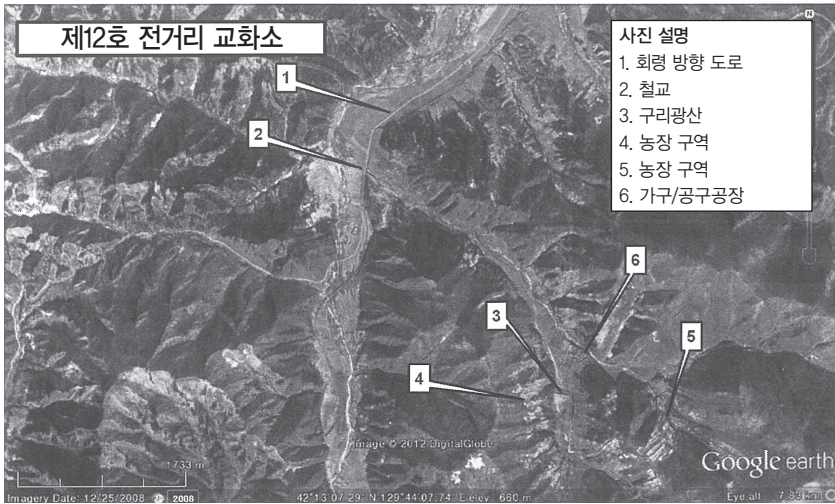 제12호 전거리 교화소
사진 설명
1. 회령 방향 도로
2. 철교
3. 구리광산
4. 농장 구역
5. 농장 구역
6. 가구/공구공장
N
1
2
6
3
5
4
Image © 2012 DigitalGlobe
Google earth
1733 m
Imagery Date: 12/25/2008 2008
42°13'07.29" N 129°44'07.74" E elev 660 m
Eye alt 7.83 km